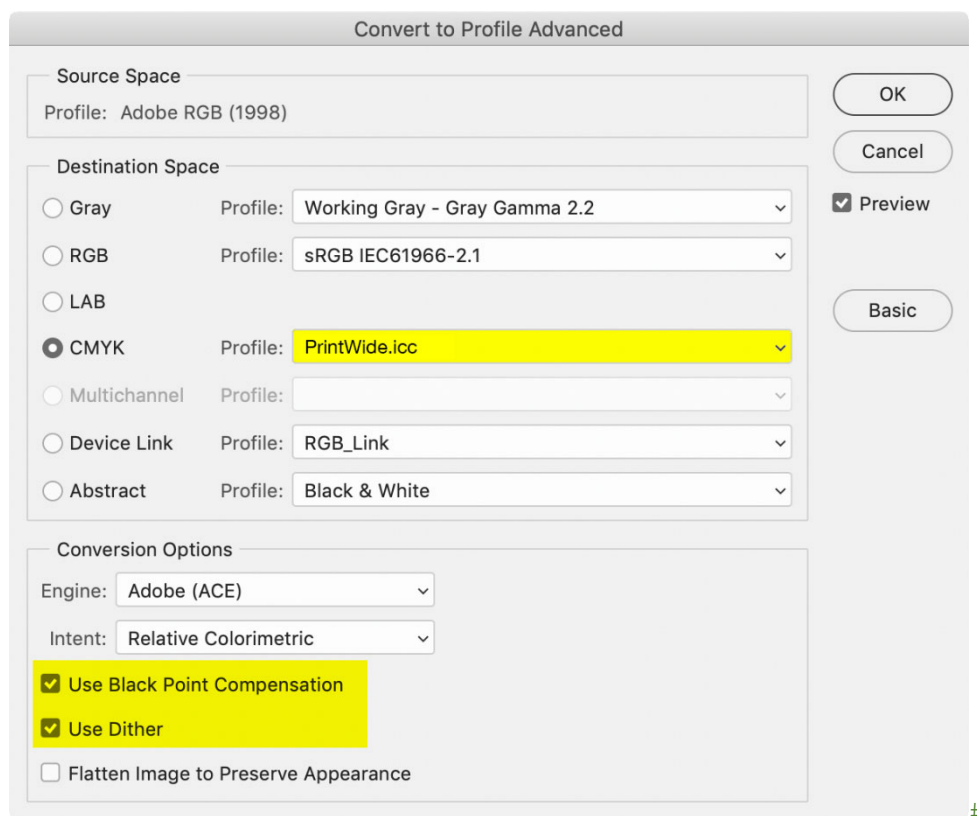 Convert to Profile Advanced
Source Space
Profile: Adobe RGB (1998)
OK
Cancel
Preview
Basic
Destination Space
Gray Profile: Working Gray - Gray Gamma 2.2
RGB Profile: sRGB IEC61966-2.1
LAB
CMYK Profile: PrintWide.icc
Multichannel Profile:
Device Link Profile: RGB_Link
Abstract Profile: Black & White
Conversion Options
Engine: Adobe (ACE)
Intent: Relative Colorimetric
Use Black Point Compensation
Use Dither
Flatten Image to Preserve Appearance